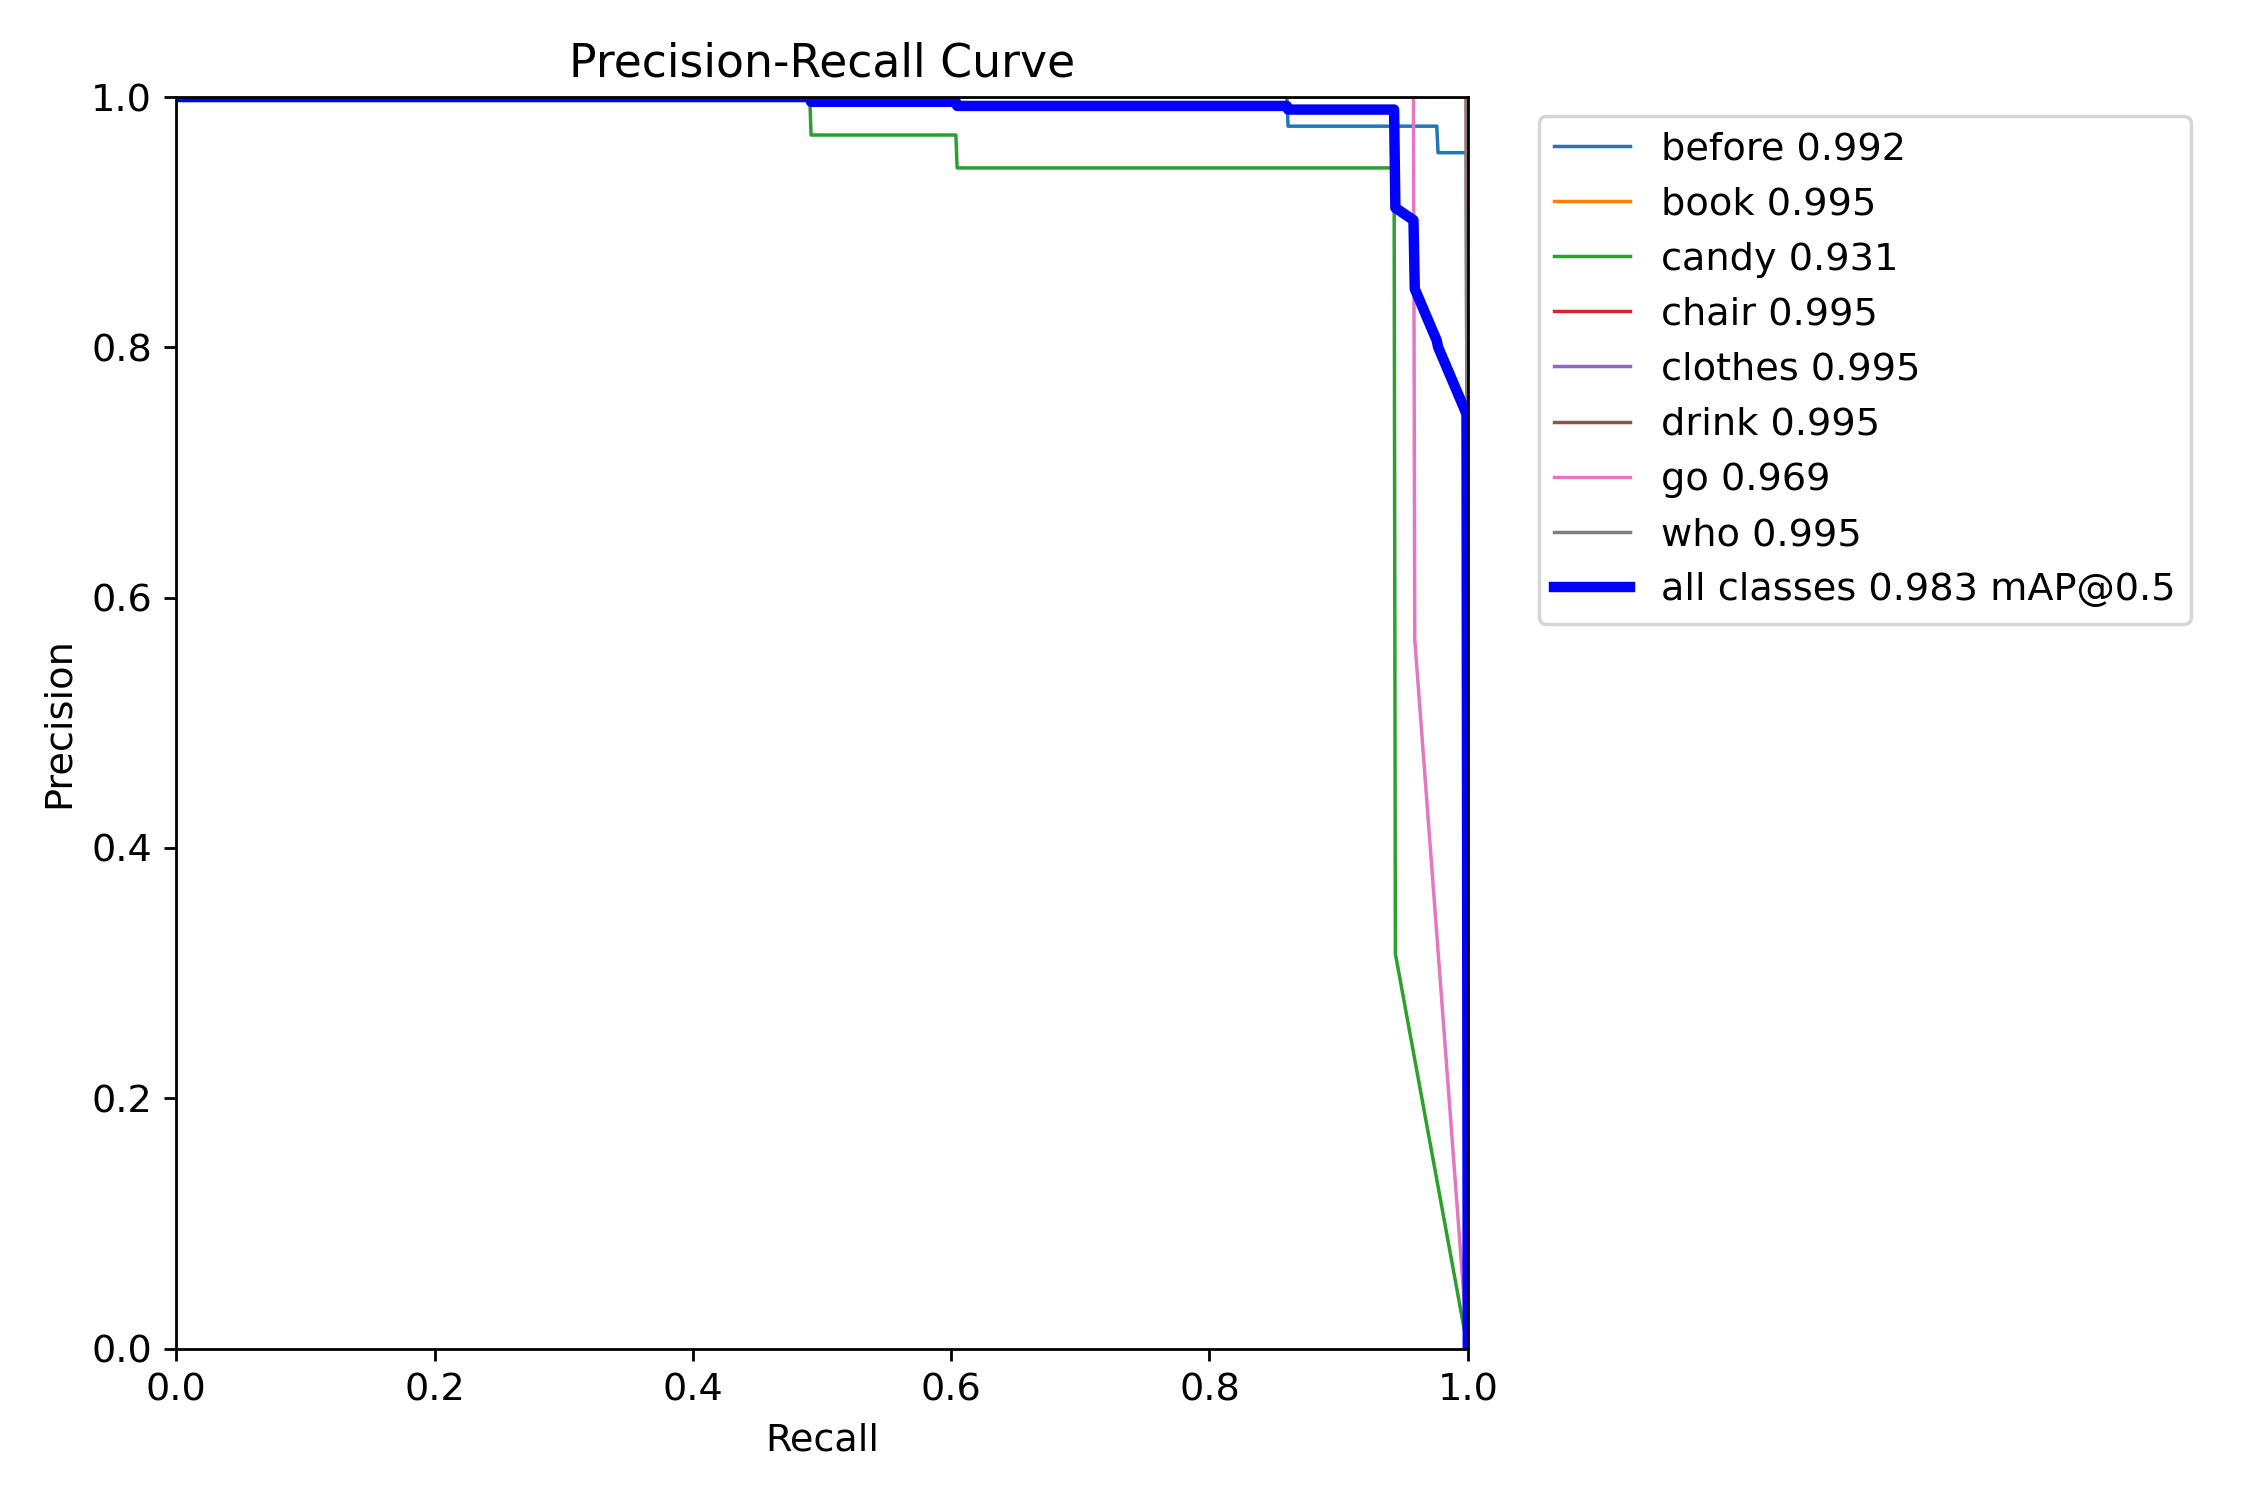 Precision-Recall Curve
1.0
0.8
0.6
0.4
0.2
0.0
Precision
0.0 0.2 0.4 0.6 0.8 1.0
Recall
before 0.992
book 0.995
candy 0.931
chair 0.995
clothes 0.995
drink 0.995
go 0.969
who 0.995
all classes 0.983 mAP@0.5